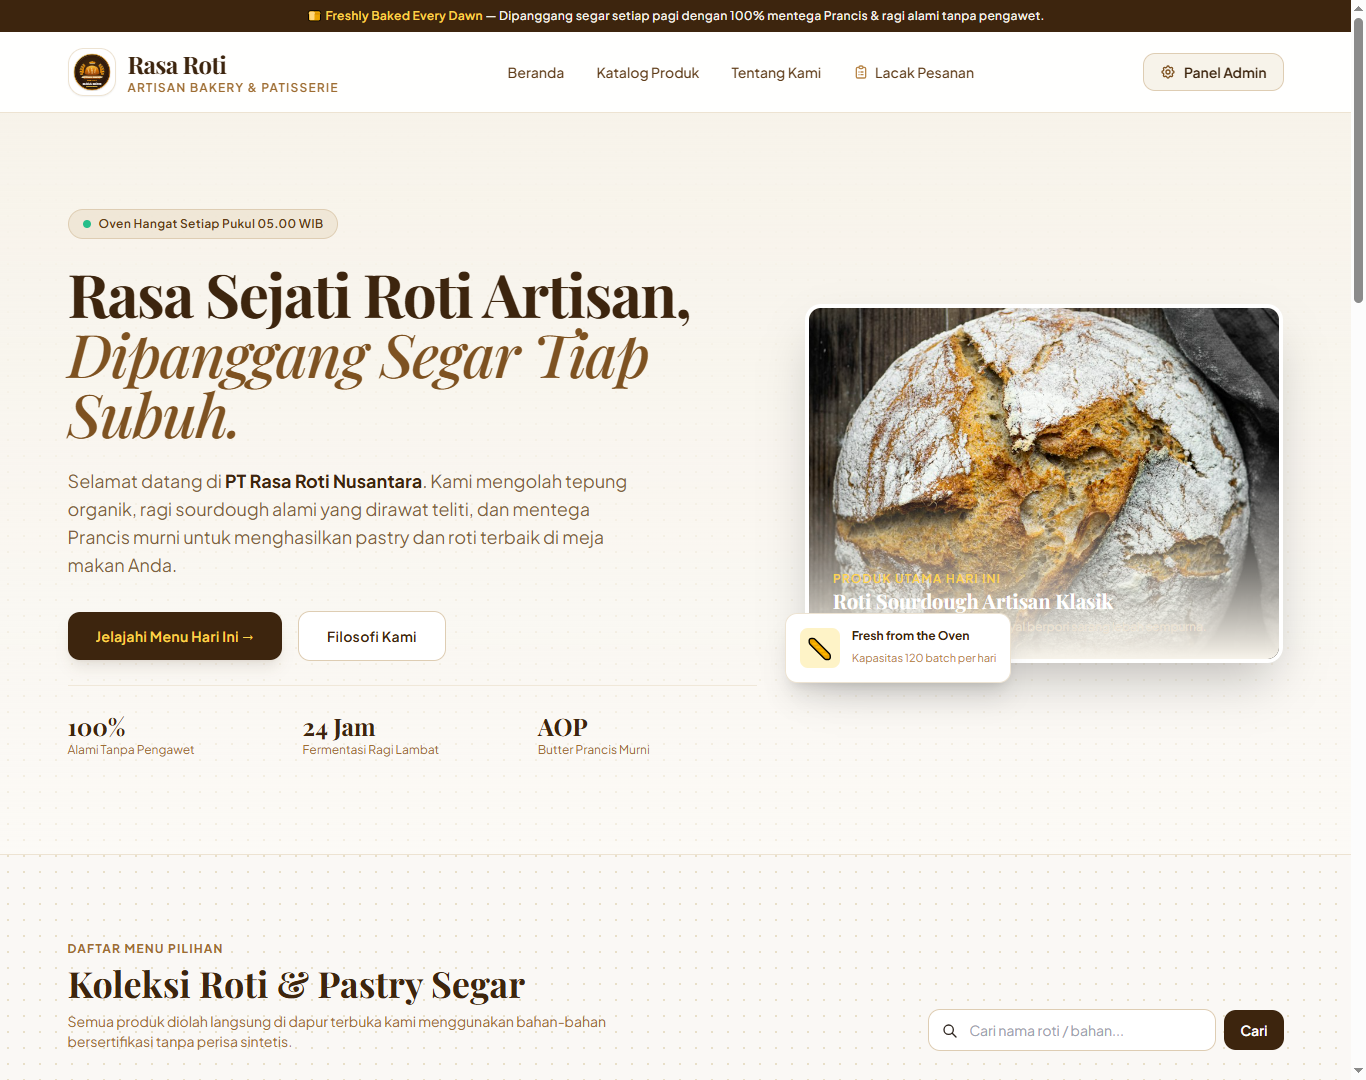 Freshly Baked Every Dawn — Dipanggang segar setiap pagi dengan 100% mentega Prancis & ragi alami tanpa pengawet.
Rasa Roti
ARTISAN BAKERY & PATISSERIE
Beranda
Katalog Produk
Tentang Kami
Lacak Pesanan
Panel Admin
Oven Hangat Setiap Pukul 05.00 WIB
Rasa Sejati Roti Artisan,
Dipanggang Segar Tiap
Subuh.
Selamat datang di PT Rasa Roti Nusantara. Kami mengolah tepung
organik, ragi sourdough alami yang dirawat teliti, dan mentega
Prancis murni untuk menghasilkan pastry dan roti terbaik di meja
makan Anda.
Jelajahi Menu Hari Ini →
Filosofi Kami
100%
Alami Tanpa Pengawet
24 Jam
Fermentasi Ragi Lambat
AOP
Butter Prancis Murni
PRODUK UTAMA HARI INI
Roti Sourdough Artisan Klasik
Fresh from the Oven
Kapasitas 120 batch per hari
DAFTAR MENU PILIHAN
Koleksi Roti & Pastry Segar
Semua produk diolah langsung di dapur terbuka kami menggunakan bahan-bahan
bersertifikasi tanpa perisa sintetis.
Cari nama roti / bahan...
Cari